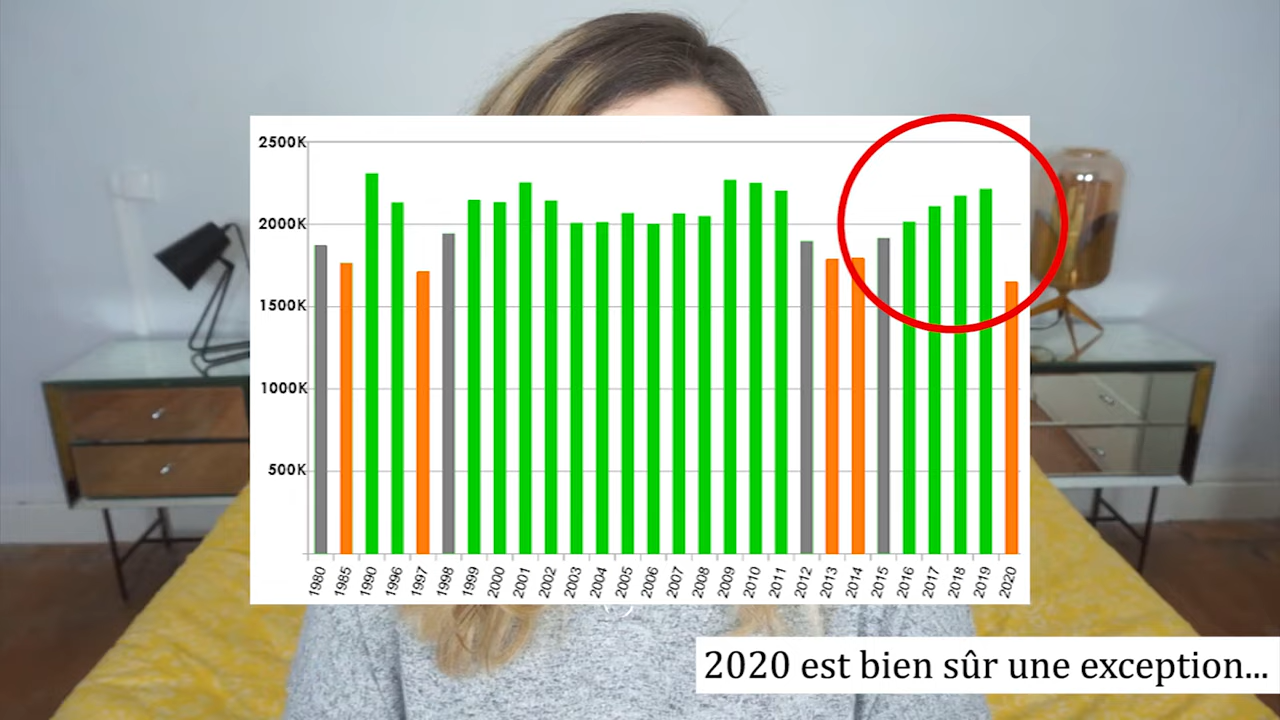 2500K
2000K
1500K
1000K
500K
1980 1985 1990 1996 1997 1998 1999 2000 2001 2002 2003 2004 2005 2006 2007 2008 2009 2010 2011 2012 2013 2014 2015 2016 2017 2018 2019 2020
2020 est bien sûr une exception...